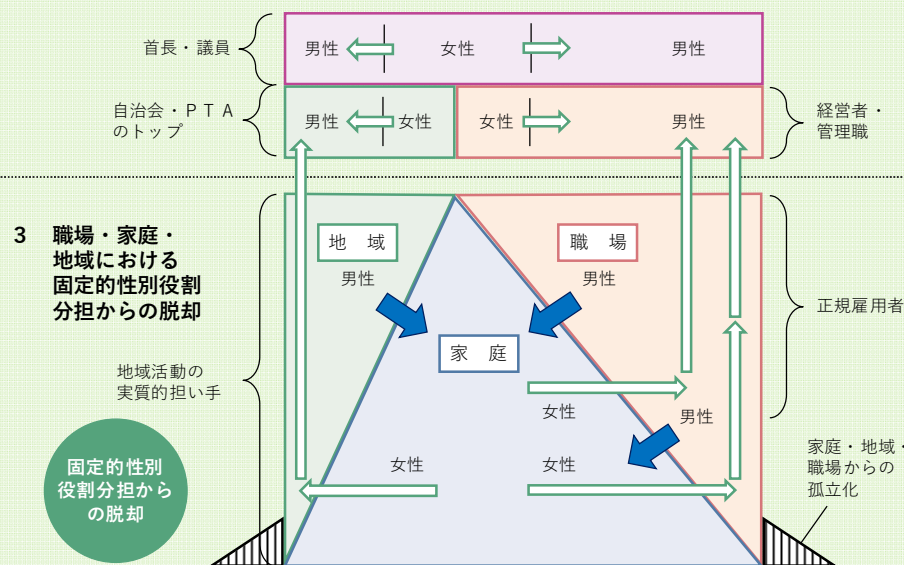 首長・議員
男性
女性
男性
自治会・ＰＴＡ
のトップ
男性
女性
女性
男性
経営者・
管理職
3 職場・家庭・
地域における
固定的性別役割
分担からの脱却
地　域
男性
職　場
男性
正規雇用者
家　庭
地域活動の
実質的担い手
女性
男性
固定的性別
役割分担から
の脱却
女性
女性
家庭・地域・
職場からの
孤立化